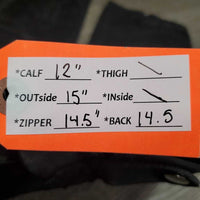 *CALF 12" *THIGH
*OUTside 15" *INside
*ZIPPER 14.5" *BACK 14.5